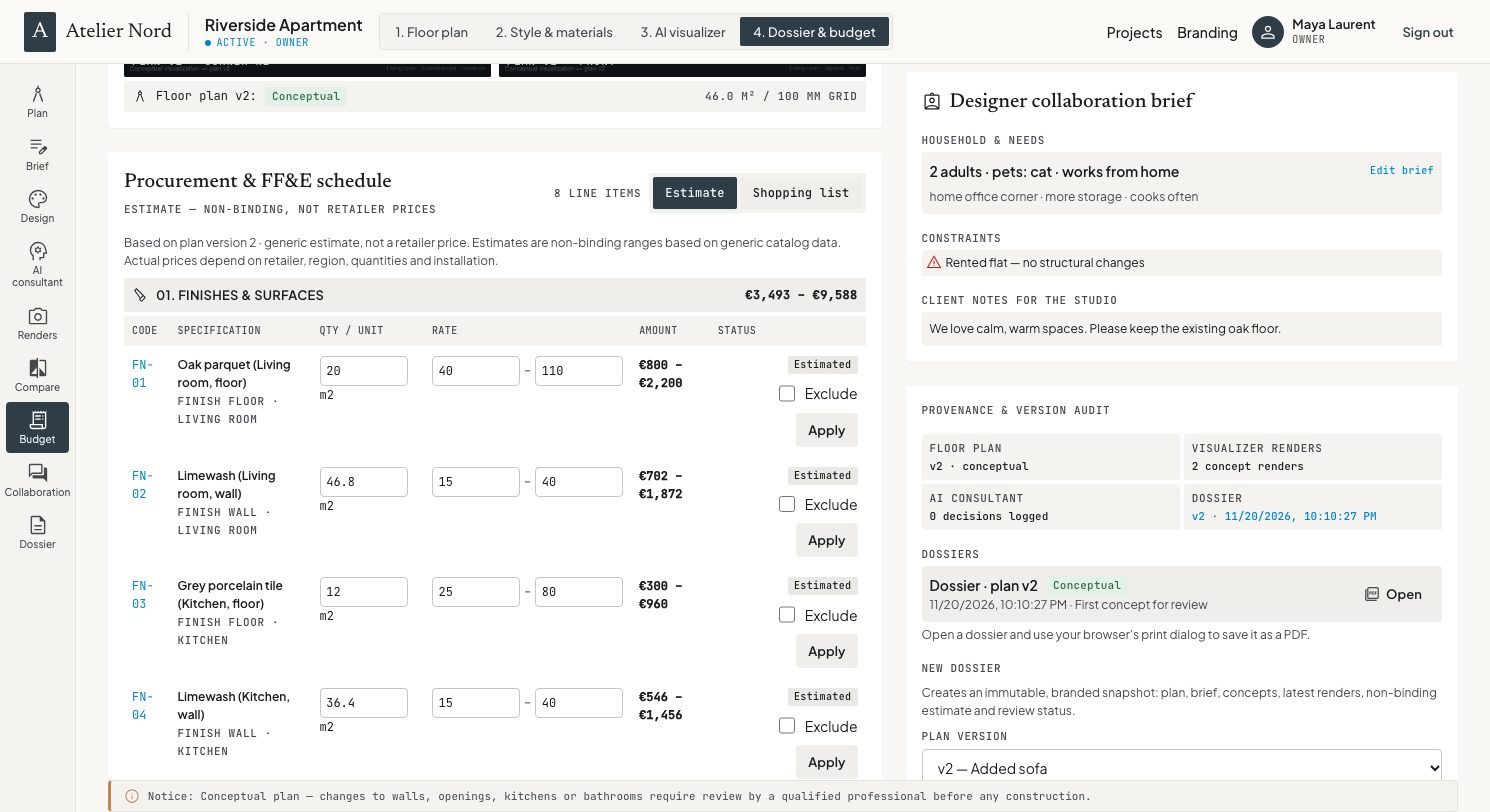 A Atelier Nord
Riverside Apartment
ACTIVE · OWNER
1. Floor plan
2. Style & materials
3. AI visualizer
4. Dossier & budget
Projects
Branding
Maya Laurent
OWNER
Sign out
Plan
Brief
Design
AI
consultant
Renders
Compare
Budget
Collaboration
Dossier
Conceptual visualization — plan v2
Conceptual visualization — plan v2
Floor plan v2: Conceptual
46.0 M² / 100 MM GRID
Procurement & FF&E schedule
ESTIMATE — NON-BINDING, NOT RETAILER PRICES
8 LINE ITEMS
Estimate
Shopping list
Based on plan version 2 · generic estimate, not a retailer price. Estimates are non-binding ranges based on generic catalog data.
Actual prices depend on retailer, region, quantities and installation.
01. FINISHES & SURFACES
€3,493 – €9,588
CODE SPECIFICATION QTY / UNIT RATE AMOUNT STATUS
FN-
01
Oak parquet (Living
room, floor)
FINISH FLOOR ·
LIVING ROOM
20
m2
40 – 110
€800 –
€2,200
Estimated
Exclude
Apply
FN-
02
Limewash (Living
room, wall)
FINISH WALL ·
LIVING ROOM
46.8
m2
15 – 40
€702 –
€1,872
Estimated
Exclude
Apply
FN-
03
Grey porcelain tile
(Kitchen, floor)
FINISH FLOOR ·
KITCHEN
12
m2
25 – 80
€300 –
€960
Estimated
Exclude
Apply
FN-
04
Limewash (Kitchen,
wall)
FINISH WALL ·
KITCHEN
36.4
m2
15 – 40
€546 –
€1,456
Estimated
Exclude
Apply
Designer collaboration brief
HOUSEHOLD & NEEDS
2 adults · pets: cat · works from home
Edit brief
home office corner · more storage · cooks often
CONSTRAINTS
Rented flat — no structural changes
CLIENT NOTES FOR THE STUDIO
We love calm, warm spaces. Please keep the existing oak floor.
PROVENANCE & VERSION AUDIT
FLOOR PLAN
v2 · conceptual
VISUALIZER RENDERS
2 concept renders
AI CONSULTANT
0 decisions logged
DOSSIER
v2 · 11/20/2026, 10:10:27 PM
DOSSIERS
Dossier · plan v2 Conceptual
11/20/2026, 10:10:27 PM · First concept for review
Open
Open a dossier and use your browser's print dialog to save it as a PDF.
NEW DOSSIER
Creates an immutable, branded snapshot: plan, brief, concepts, latest renders, non-binding
estimate and review status.
PLAN VERSION
v2 — Added sofa
Notice: Conceptual plan — changes to walls, openings, kitchens or bathrooms require review by a qualified professional before any construction.